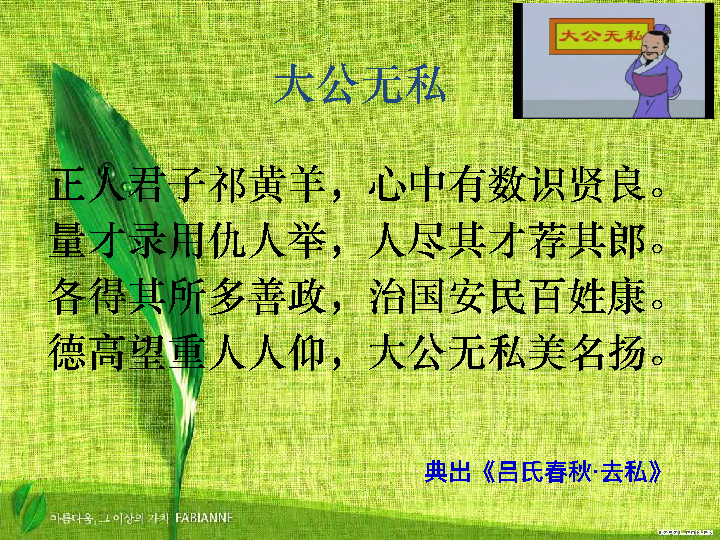 大公无私
大公无私
正人君子祁黄羊，心中有数识贤良。
量才录用仇人举，人尽其才荐其郎。
各得其所多善政，治国安民百姓康。
德高望重人人仰，大公无私美名扬。
典出《吕氏春秋·去私》
아름다움, 그 이상의 가치 FABIANNE